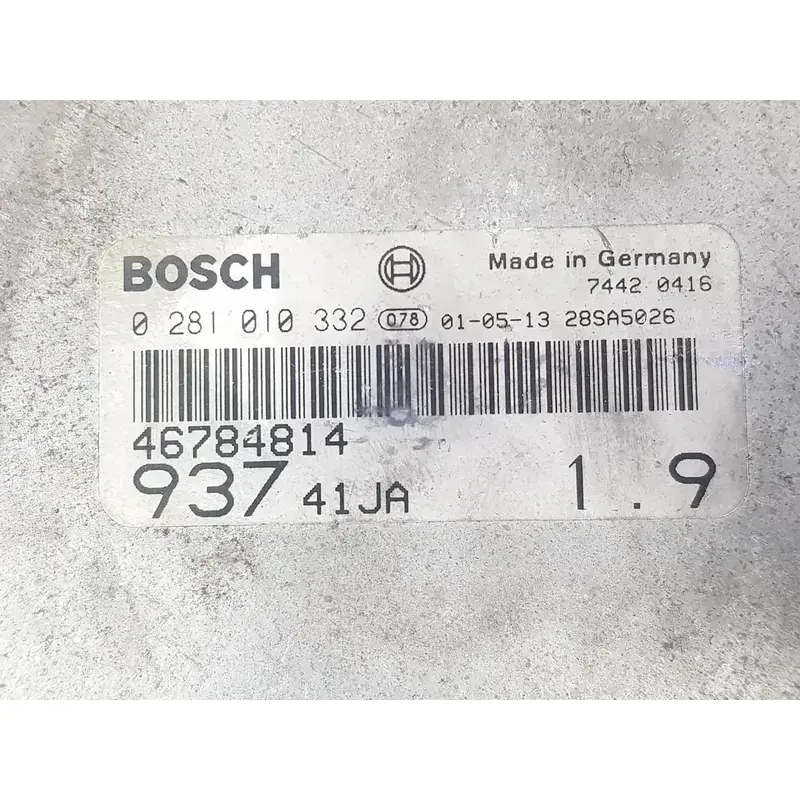 BOSCH Made in Germany
7442 0416
0 281 010 332 078 01-05-13 28SA5026
46784814
937 41JA 1.9